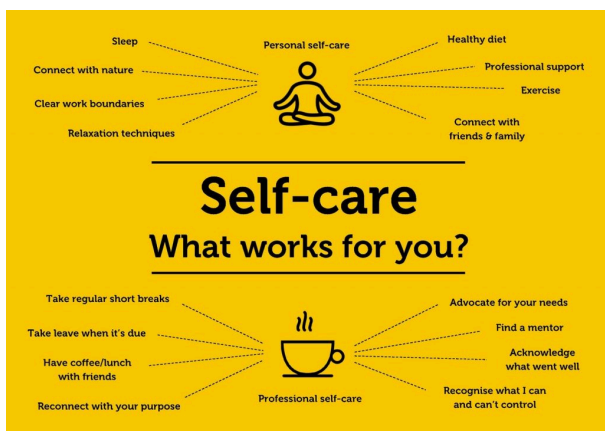 Personal self-care
Sleep
Connect with nature
Clear work boundaries
Relaxation techniques
Healthy diet
Professional support
Exercise
Connect with
friends & family
Self-care
What works for you?
Take regular short breaks
Take leave when it's due
Have coffee/lunch
with friends
Reconnect with your purpose
Advocate for your needs
Find a mentor
Acknowledge
what went well
Recognise what I can
and can't control
Professional self-care